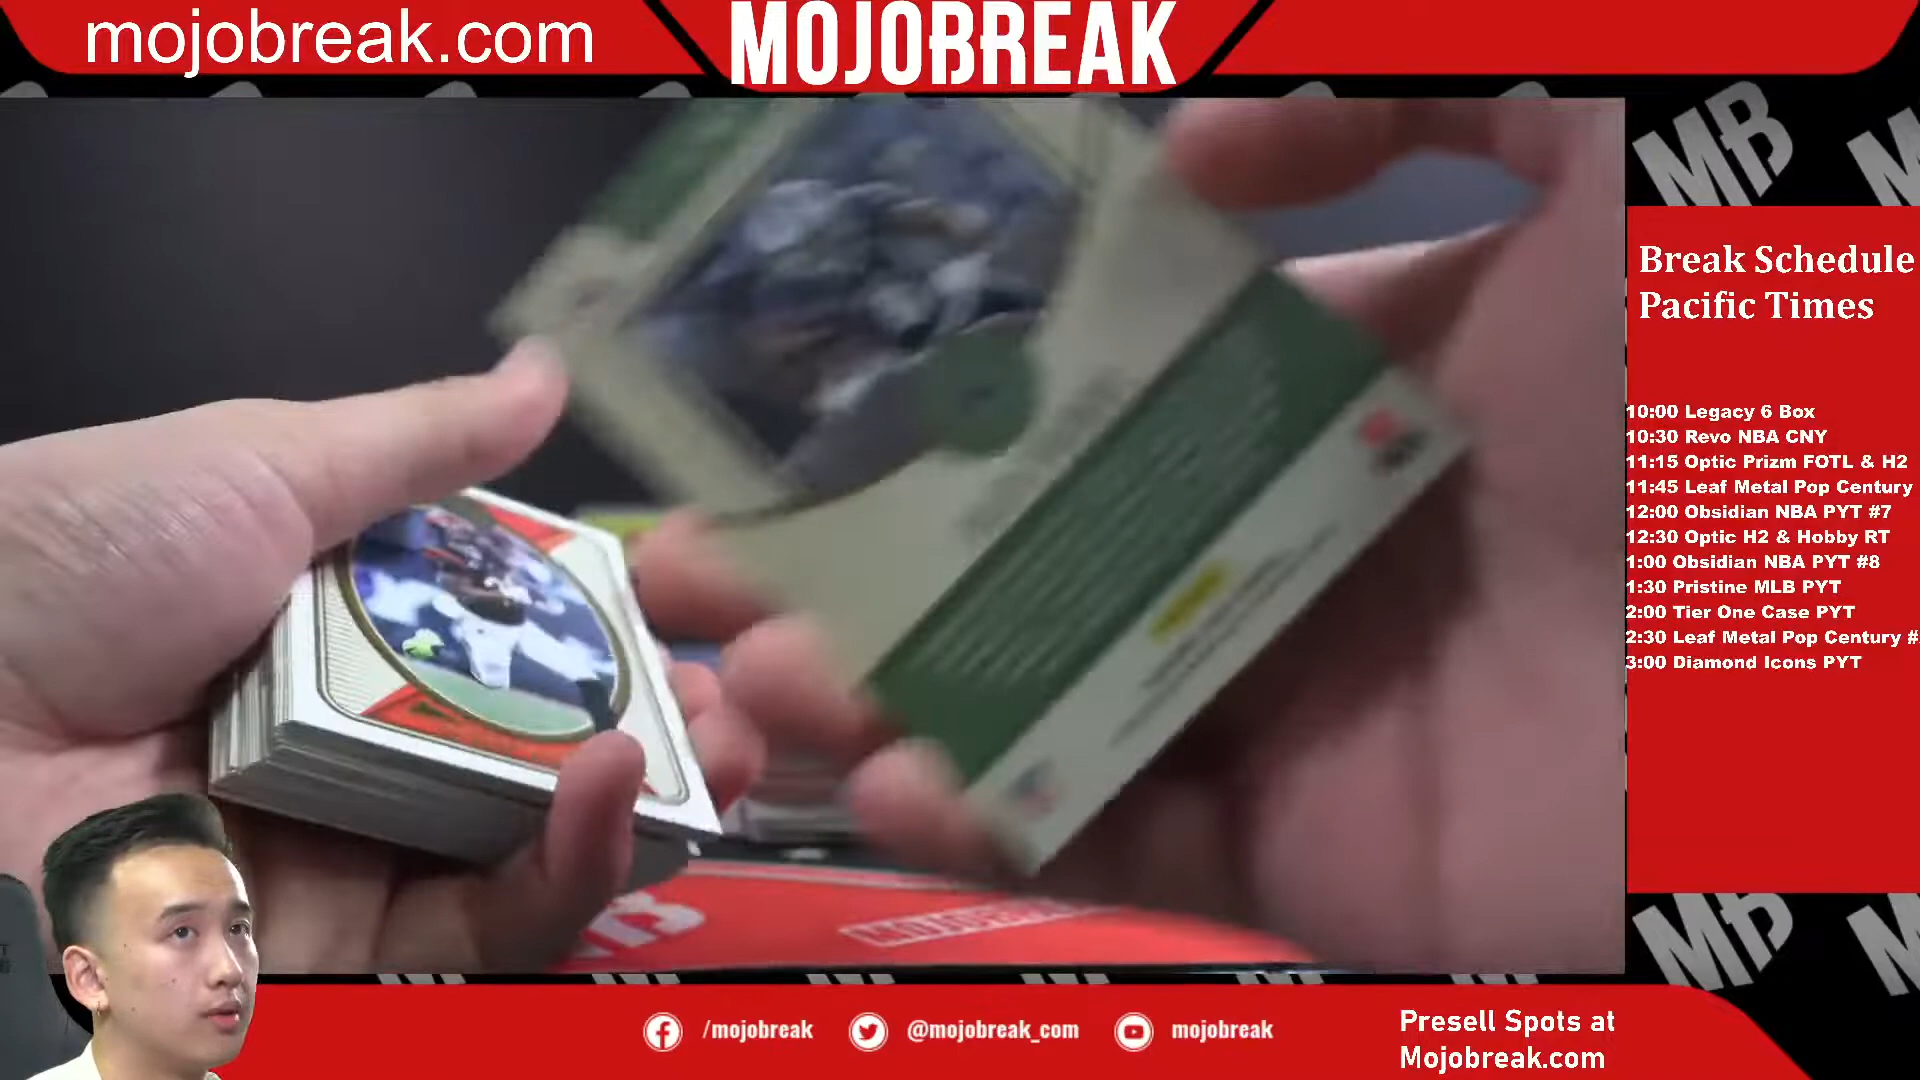 mojobreak.com
MOJOBREAK
MB
Break Schedule
Pacific Times
10:00 Legacy 6 Box
10:30 Revo NBA CNY
11:15 Optic Prizm FOTL & H2
11:45 Leaf Metal Pop Century
12:00 Obsidian NBA PYT #7
12:30 Optic H2 & Hobby RT
1:00 Obsidian NBA PYT #8
1:30 Pristine MLB PYT
2:00 Tier One Case PYT
2:30 Leaf Metal Pop Century #
3:00 Diamond Icons PYT
MB
/mojobreak
@mojobreak_com
mojobreak
Presell Spots at
Mojobreak.com